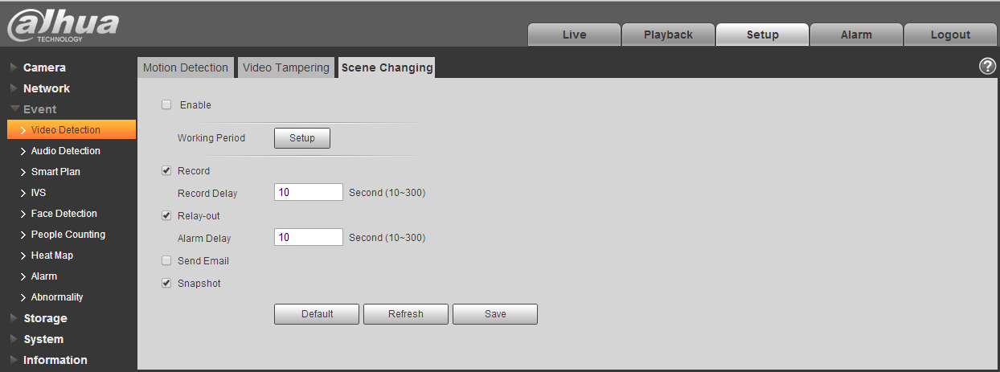 alhua
TECHNOLOGY
Live Playback Setup Alarm Logout
Camera
Network
Event
Video Detection
Audio Detection
Smart Plan
IVS
Face Detection
People Counting
Heat Map
Alarm
Abnormality
Storage
System
Information
Motion Detection Video Tampering Scene Changing ?
Enable
Working Period Setup
Record
Record Delay 10 Second (10~300)
Relay-out
Alarm Delay 10 Second (10~300)
Send Email
Snapshot
Default Refresh Save